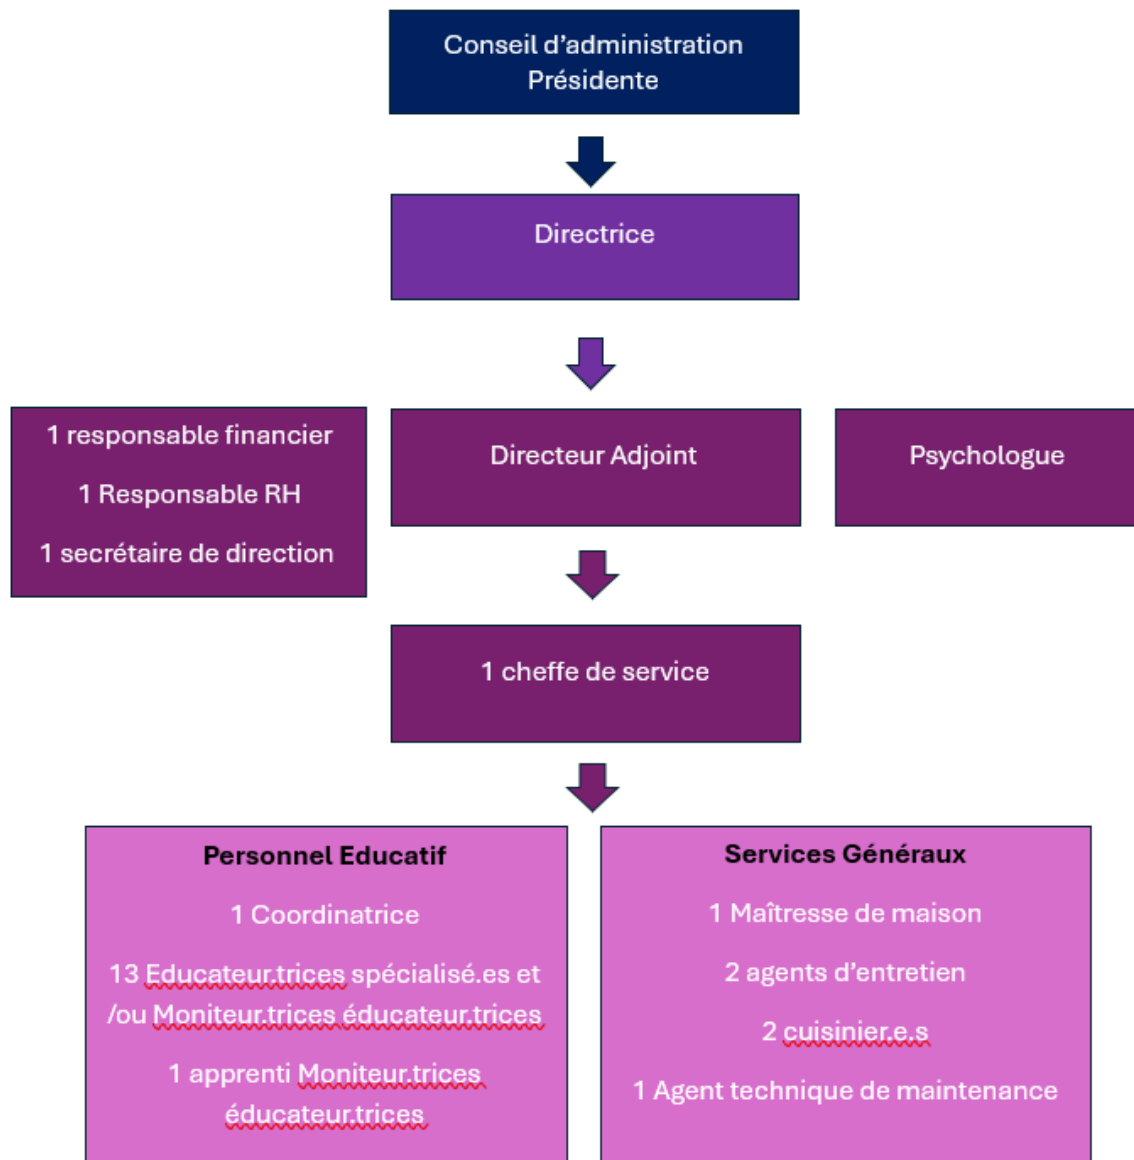 Conseil d’administration
Présidente
Directrice
1 responsable financier
1 Responsable RH
1 secrétaire de direction
Directeur Adjoint
Psychologue
1 cheffe de service
Personnel Educatif
1 Coordinatrice
13 Educateur.trices spécialisé.es et
/ou Moniteur.trices éducateur.trices
1 apprenti Moniteur.trices
éducateur.trices
Services Généraux
1 Maîtresse de maison
2 agents d’entretien
2 cuisinier.e.s
1 Agent technique de maintenance